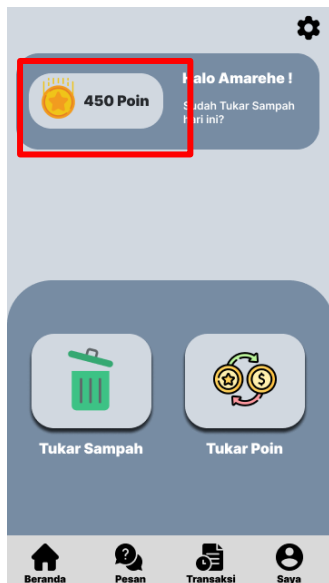 450 Poin
Halo Amarehe !
Sudah Tukar Sampah
hari ini?
Tukar Sampah
Tukar Poin
Beranda
Pesan
Transaksi
Saya